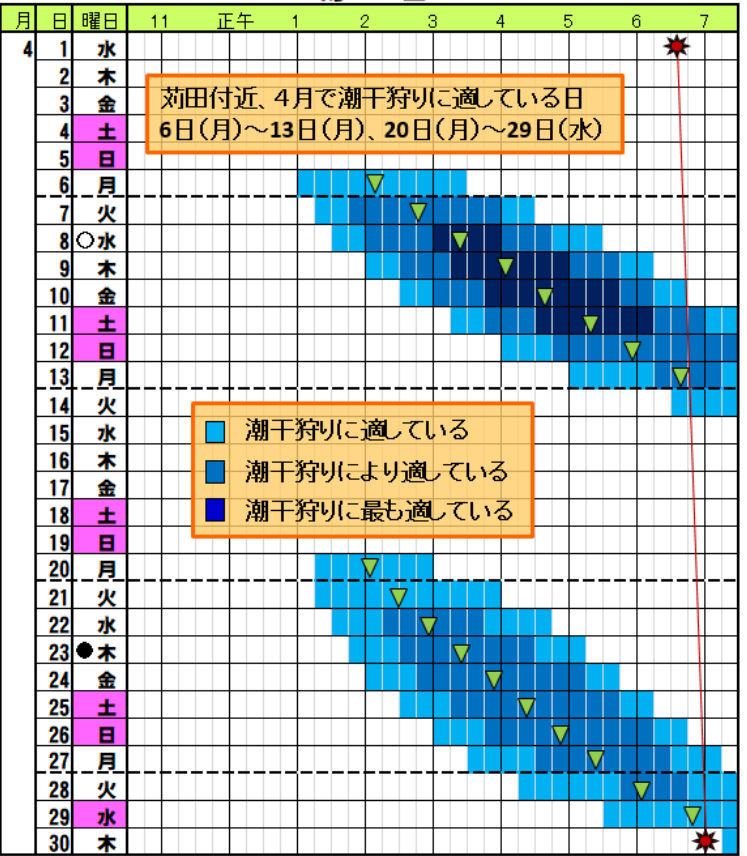 月 日 曜日 11 正午 1 2 3 4 5 6 7
4 1 水
2 木
3 金
4 土
5 日
6 月
7 火
8 ○ 水
9 木
10 金
11 土
12 日
13 月
14 火
15 水
16 木
17 金
18 土
19 日
20 月
21 火
22 水
23 ● 木
24 金
25 土
26 日
27 月
28 火
29 水
30 木
苅田付近、４月で潮干狩りに適している日
6日(月)～13日(月)、20日(月)～29日(水)
潮干狩りに適している
潮干狩りにより適している
潮干狩りに最も適している